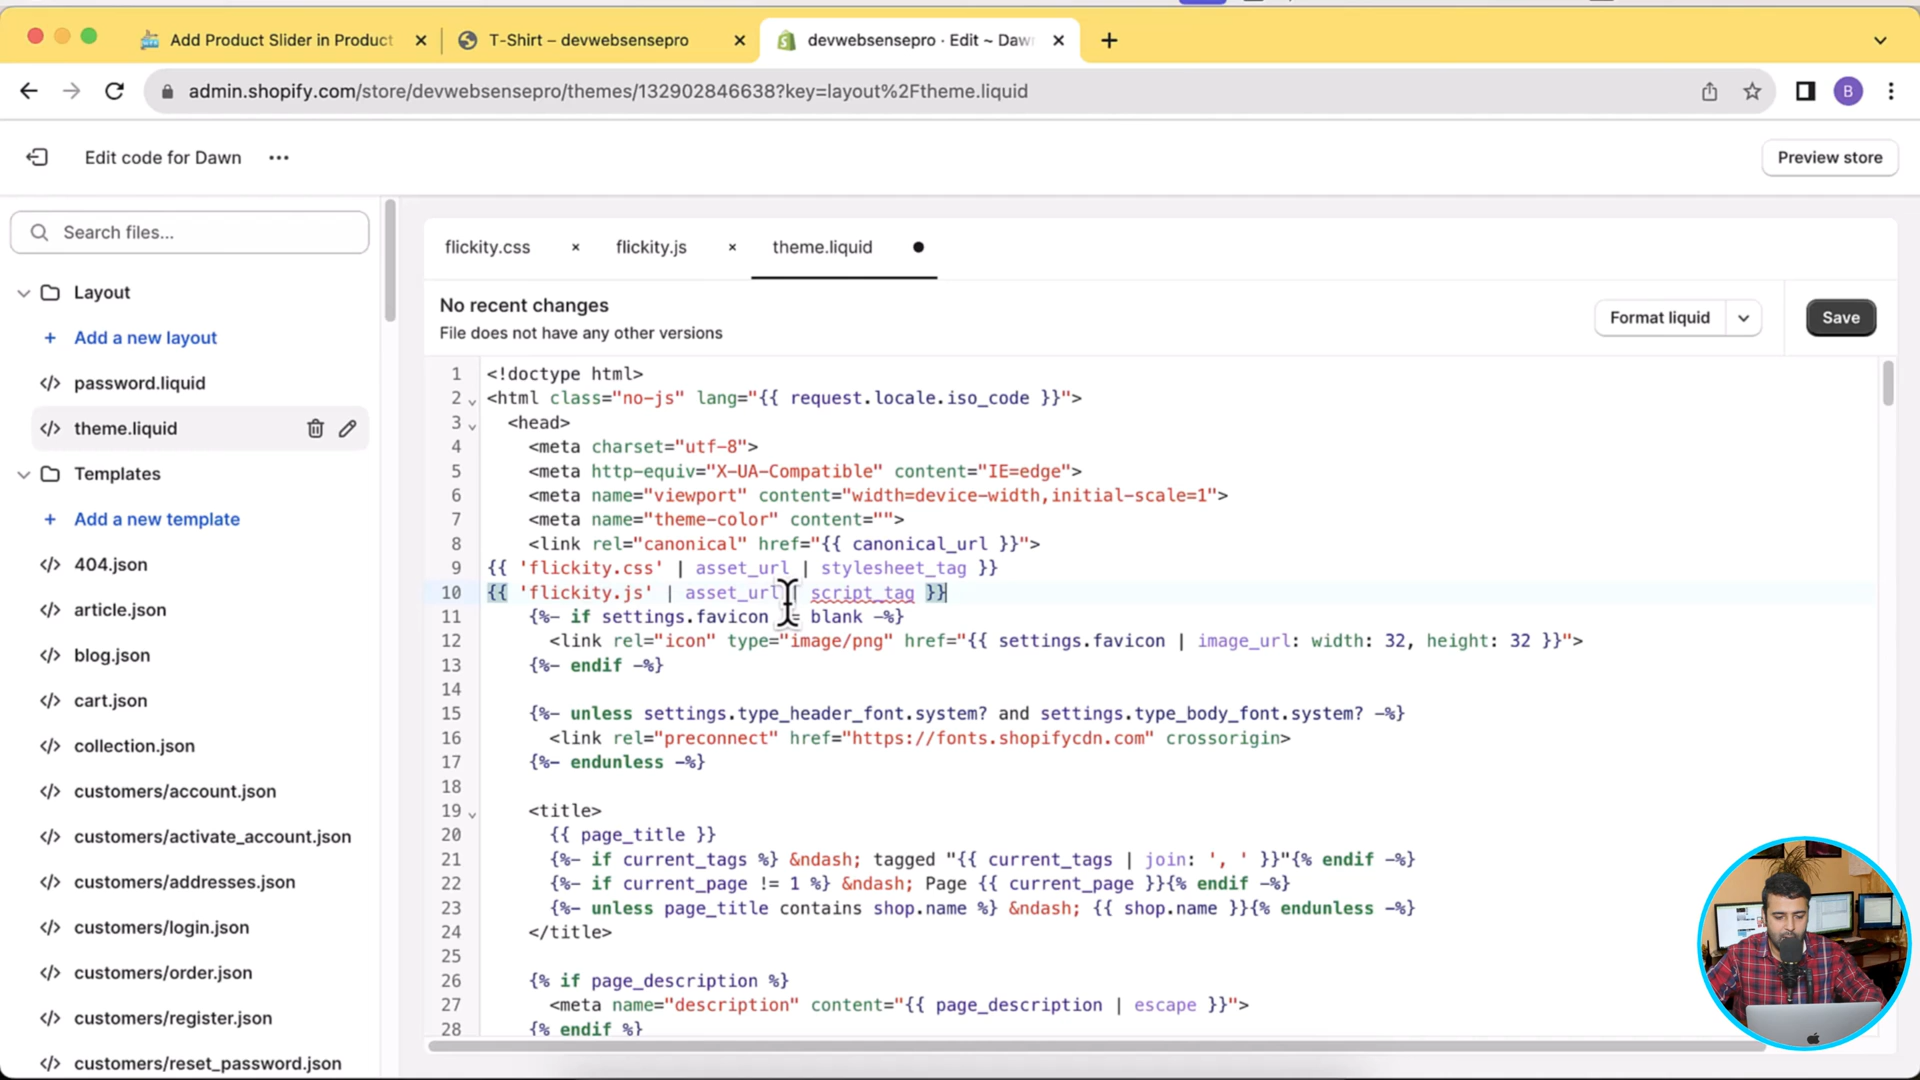 Add Product Slider in Product
T-Shirt – devwebsensepro
devwebsensepro · Edit ~ Daw
admin.shopify.com/store/devwebsensepro/themes/132902846638?key=layout%2Ftheme.liquid
B
Edit code for Dawn
Preview store
Search files...
Layout
Add a new layout
password.liquid
theme.liquid
Templates
Add a new template
404.json
article.json
blog.json
cart.json
collection.json
customers/account.json
customers/activate_account.json
customers/addresses.json
customers/login.json
customers/order.json
customers/register.json
customers/reset_password.json
flickity.css
flickity.js
theme.liquid
No recent changes
File does not have any other versions
Format liquid
Save
1 <!doctype html>
2 <html class="no-js" lang="{{ request.locale.iso_code }}">
3 <head>
4 <meta charset="utf-8">
5 <meta http-equiv="X-UA-Compatible" content="IE=edge">
6 <meta name="viewport" content="width=device-width,initial-scale=1">
7 <meta name="theme-color" content="">
8 <link rel="canonical" href="{{ canonical_url }}">
9 {{ 'flickity.css' | asset_url | stylesheet_tag }}
10 {{ 'flickity.js' | asset_url | script_tag }}
11 {%- if settings.favicon != blank -%}
12 <link rel="icon" type="image/png" href="{{ settings.favicon | image_url: width: 32, height: 32 }}">
13 {%- endif -%}
14
15 {%- unless settings.type_header_font.system? and settings.type_body_font.system? -%}
16 <link rel="preconnect" href="https://fonts.shopifycdn.com" crossorigin>
17 {%- endunless -%}
18
19 <title>
20 {{ page_title }}
21 {%- if current_tags %} &ndash; tagged "{{ current_tags | join: ', ' }}"{% endif -%}
22 {%- if current_page != 1 %} &ndash; Page {{ current_page }}{% endif -%}
23 {%- unless page_title contains shop.name %} &ndash; {{ shop.name }}{% endunless -%}
24 </title>
25
26 {% if page_description %}
27 <meta name="description" content="{{ page_description | escape }}">
28 {% endif %}